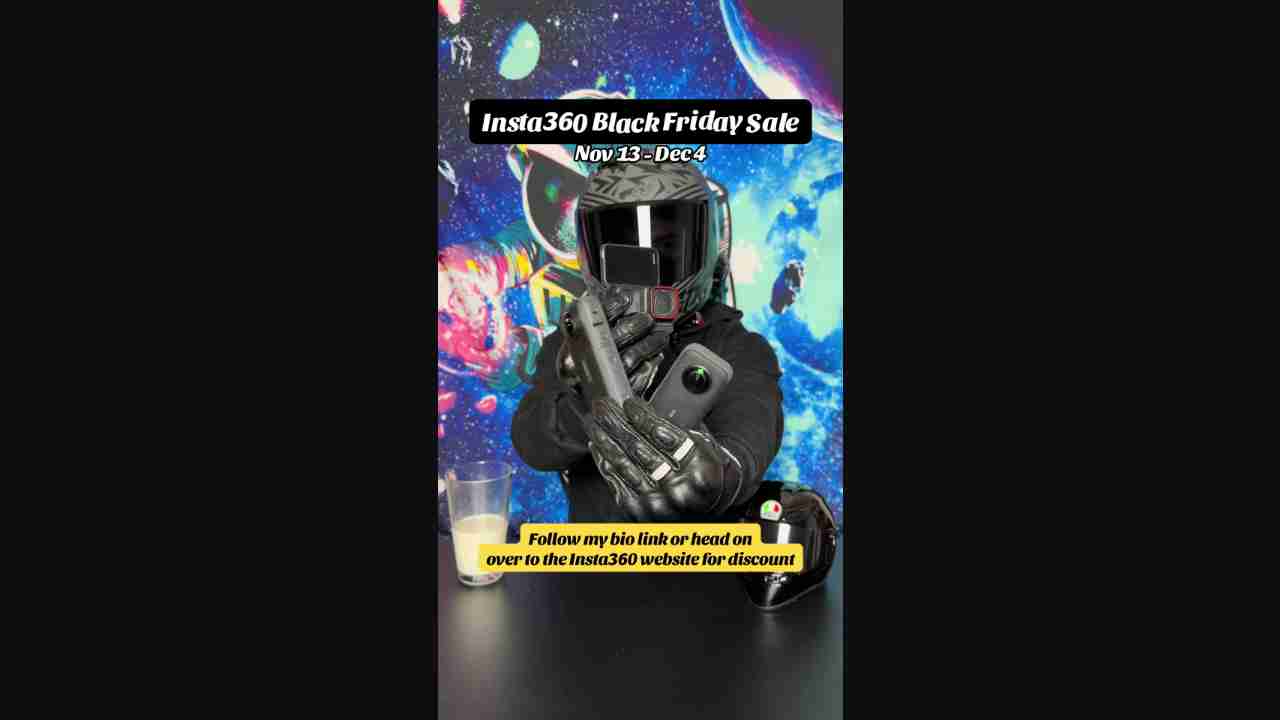 Insta360 Black Friday Sale
Nov 13 - Dec 4
Follow my bio link or head on
over to the Insta360 website for discount